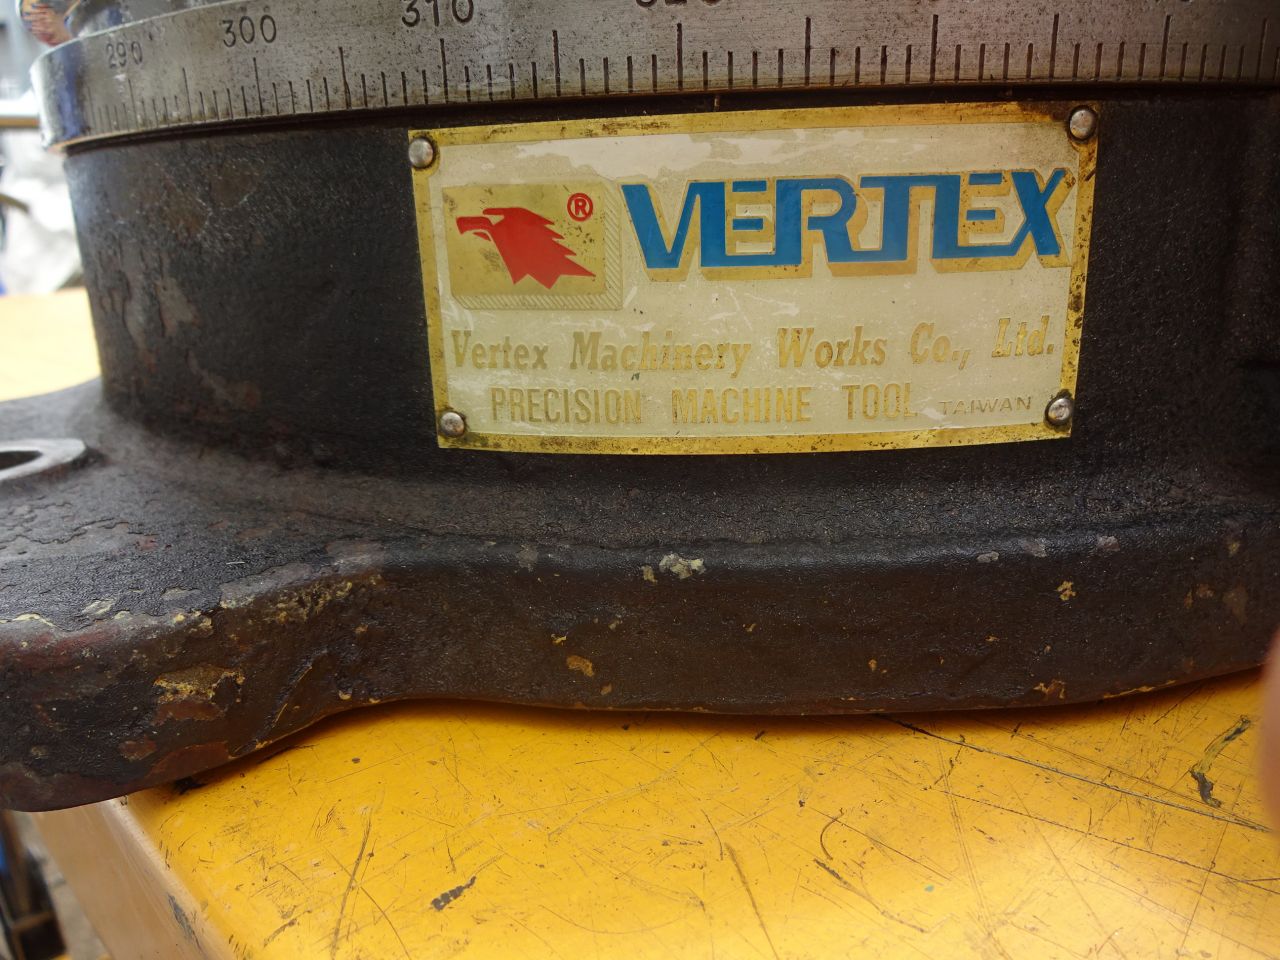 290 300 310
® VERTEX
Vertex Machinery Works Co., Ltd.
PRECISION MACHINE TOOL TAIWAN